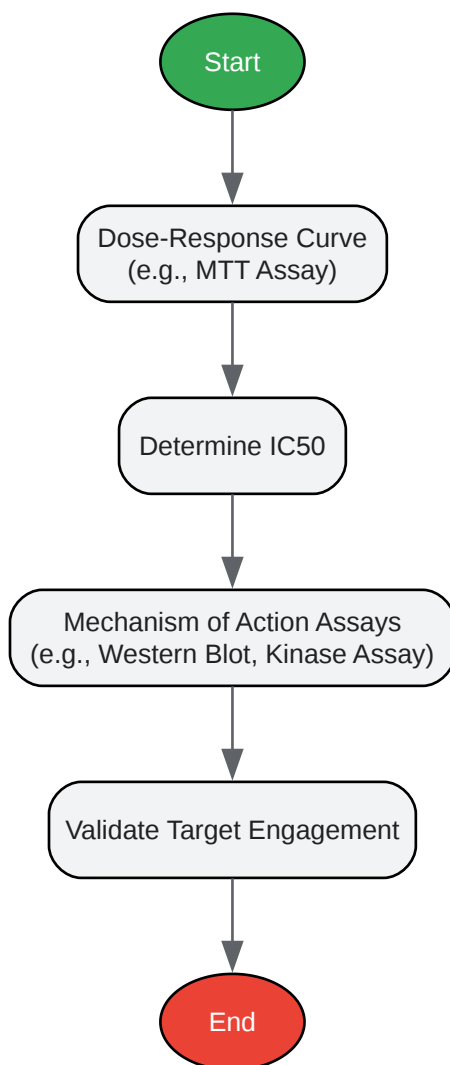 Start
Dose-Response Curve
(e.g., MTT Assay)
Determine IC50
Mechanism of Action Assays
(e.g., Western Blot, Kinase Assay)
Validate Target Engagement
End